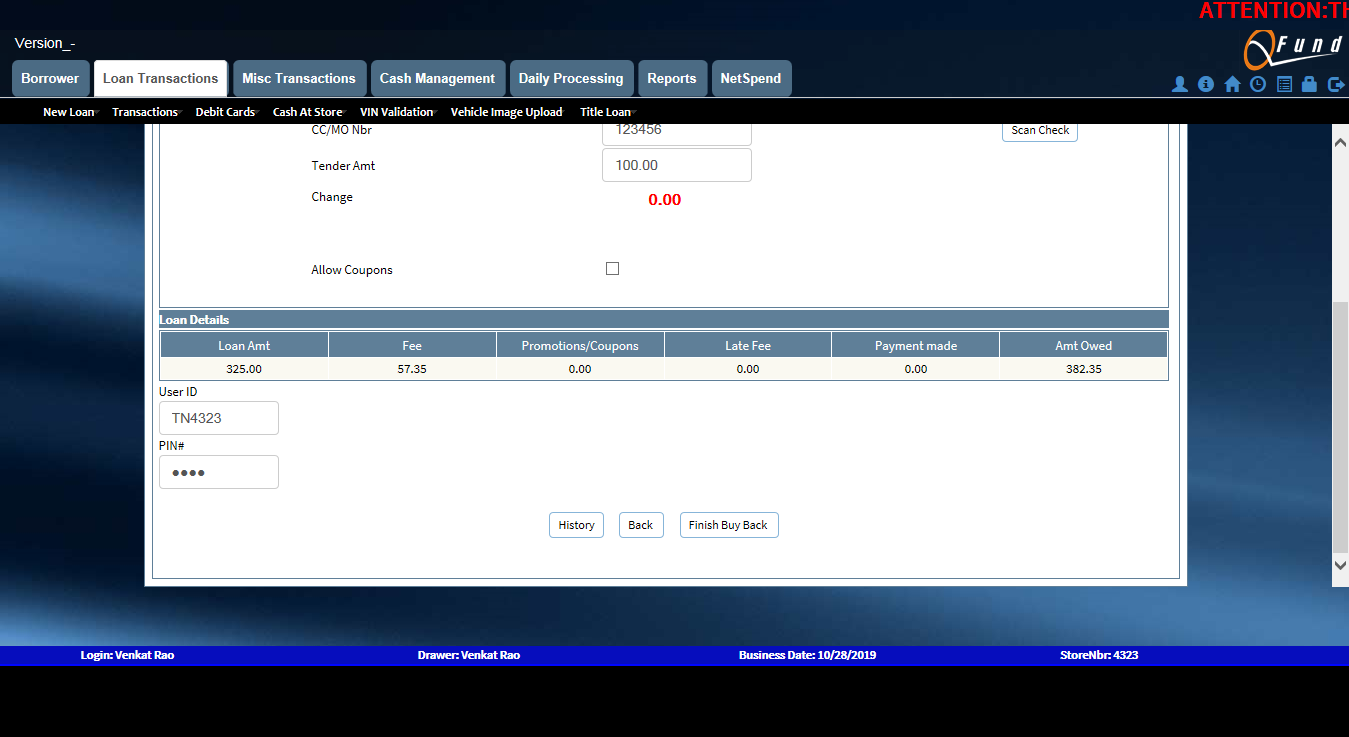 ATTENTION:TH
Version_-
QFund
Borrower Loan Transactions Misc Transactions Cash Management Daily Processing Reports NetSpend
New Loan Transactions Debit Cards Cash At Store VIN Validation Vehicle Image Upload Title Loan
CC/MO Nbr 123456 Scan Check
Tender Amt 100.00
Change 0.00
Allow Coupons
Loan Details
Loan Amt Fee Promotions/Coupons Late Fee Payment made Amt Owed
325.00 57.35 0.00 0.00 0.00 382.35
User ID
TN4323
PIN#
••••
History Back Finish Buy Back
Login: Venkat Rao Drawer: Venkat Rao Business Date: 10/28/2019 StoreNbr: 4323